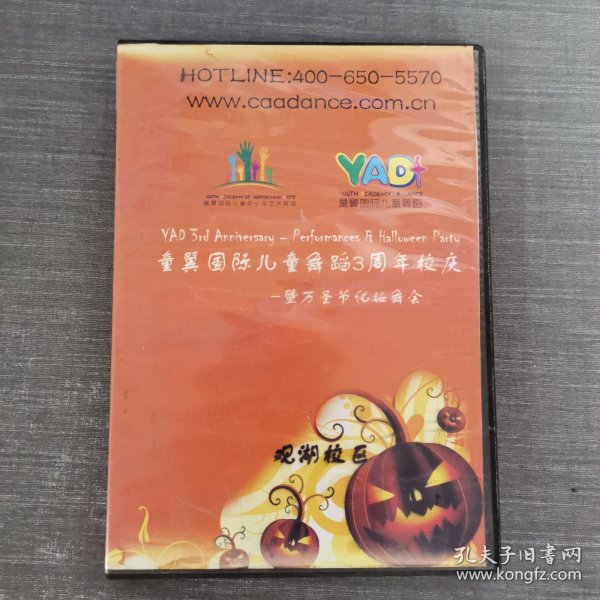 HOTLINE:400-650-5570
www.caadance.com.cn
YAD
童翼国际儿童舞蹈
YAD 3rd Anniversary - Performances & Halloween Party
童翼国际儿童舞蹈3周年校庆
—暨万圣节化妆舞会
观湖校区
孔夫子旧书网
www.kongfz.com